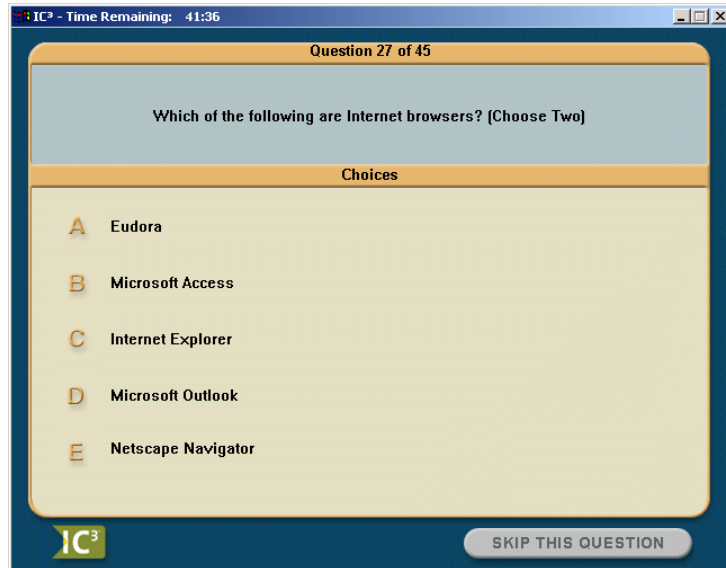 IC³ - Time Remaining: 41:36
Question 27 of 45
Which of the following are Internet browsers? (Choose Two)
Choices
A Eudora
B Microsoft Access
C Internet Explorer
D Microsoft Outlook
E Netscape Navigator
IC³
SKIP THIS QUESTION